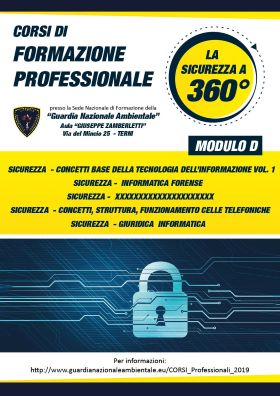 CORSI DI
FORMAZIONE
PROFESSIONALE
presso la Sede Nazionale di Formazione della
“Guardia Nazionale Ambientale”
Aula “GIUSEPPE ZAMBERLETTI”
Via del Mincio 25 - TERNI
LA
SICUREZZA A
360°
MODULO D
SICUREZZA - CONCETTI BASE DELLA TECNOLOGIA DELL'INFORMAZIONE VOL. 1
SICUREZZA - INFORMATICA FORENSE
SICUREZZA - XXXXXXXXXXXXXXXXXXXX
SICUREZZA - CONCETTI, STRUTTURA, FUNZIONAMENTO CELLE TELEFONICHE
SICUREZZA - GIURIDICA INFORMATICA
Per informazioni:
http://www.guardianazionaleambientale.eu/CORSI_Professionali_2019